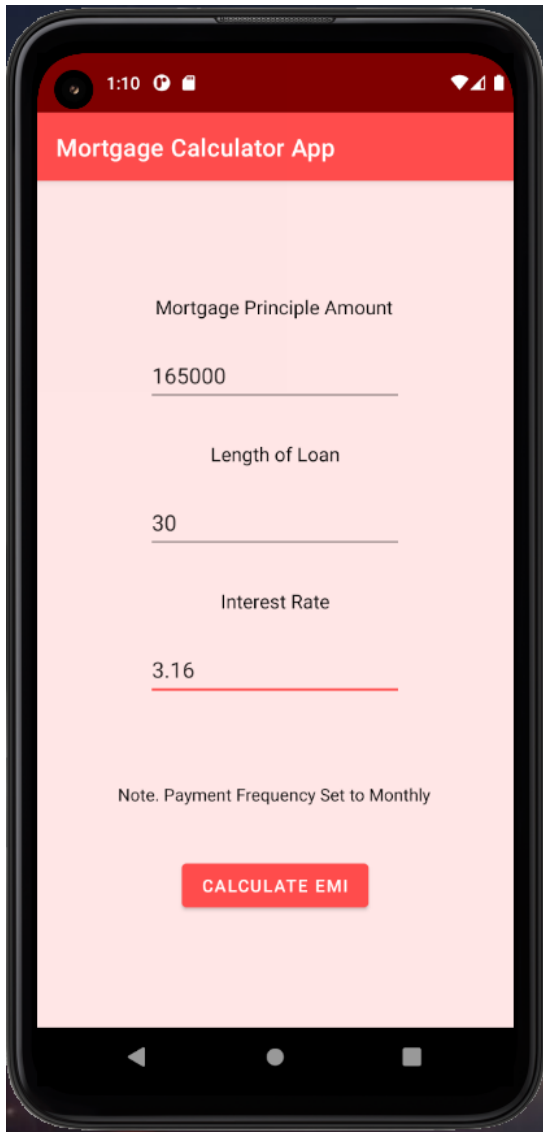 1:10
Mortgage Calculator App
Mortgage Principle Amount
165000
Length of Loan
30
Interest Rate
3.16
Note. Payment Frequency Set to Monthly
CALCULATE EMI